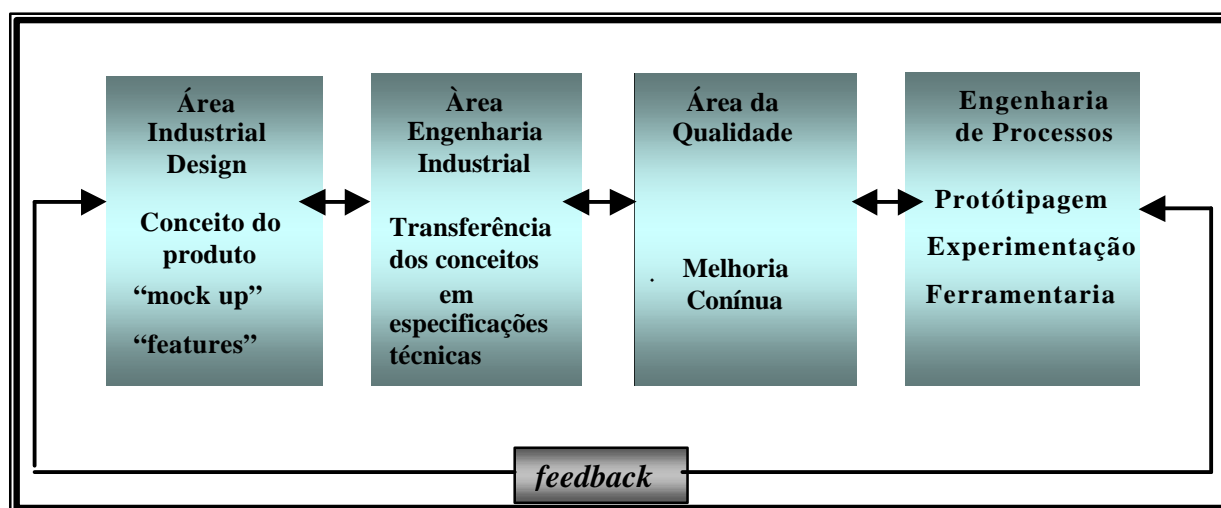 Área
Industrial
Design
Conceito do
produto
“mock up”
“features”
Àrea
Engenharia
Industrial
Transferência
dos conceitos
em
especificações
técnicas
Área da
Qualidade
. Melhoria
Conínua
Engenharia
de Processos
Protótipagem
Experimentação
Ferramentaria
feedback